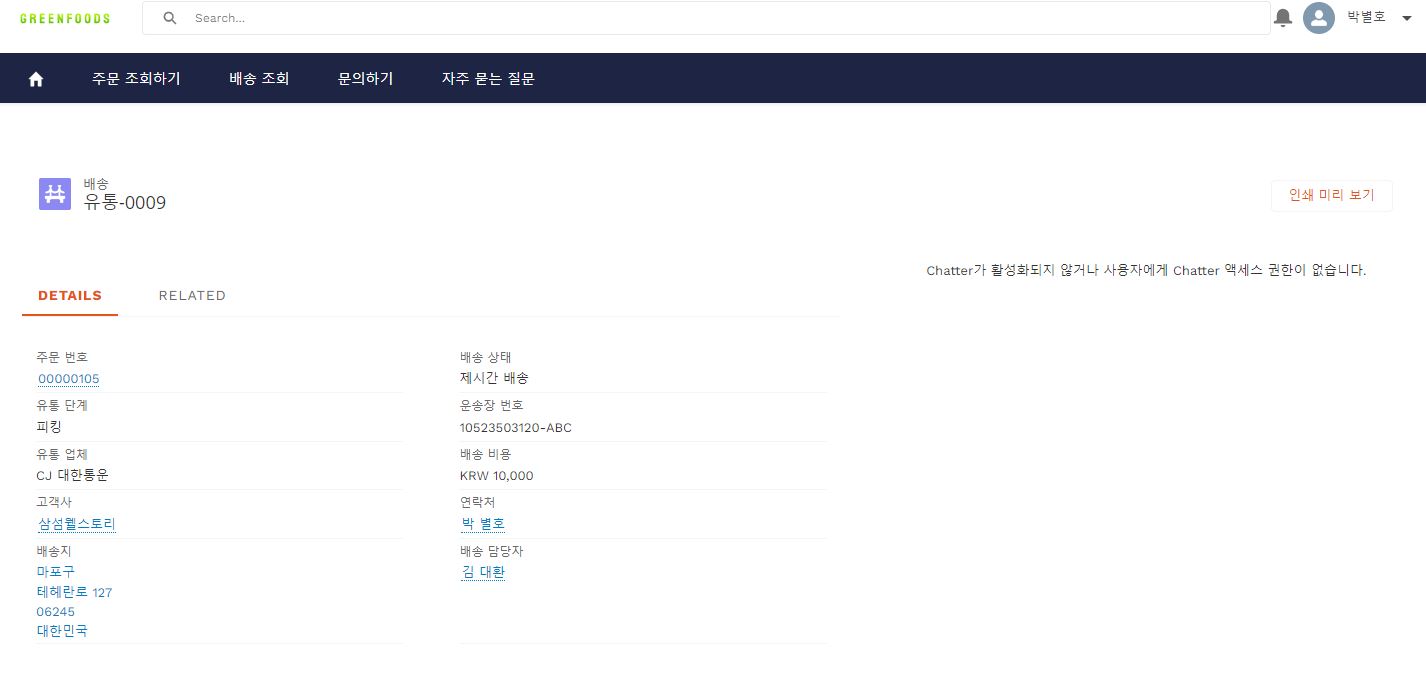 GREENFOODS
Search...
박별호
주문 조회하기
배송 조회
문의하기
자주 묻는 질문
배송
유통-0009
인쇄 미리 보기
Chatter가 활성화되지 않거나 사용자에게 Chatter 액세스 권한이 없습니다.
DETAILS
RELATED
주문 번호
00000105
배송 상태
제시간 배송
유통 단계
피킹
운송장 번호
10523503120-ABC
유통 업체
CJ 대한통운
배송 비용
KRW 10,000
고객사
삼섬웰스토리
연락처
박 별호
배송지
마포구
테헤란로 127
06245
대한민국
배송 담당자
김 대환